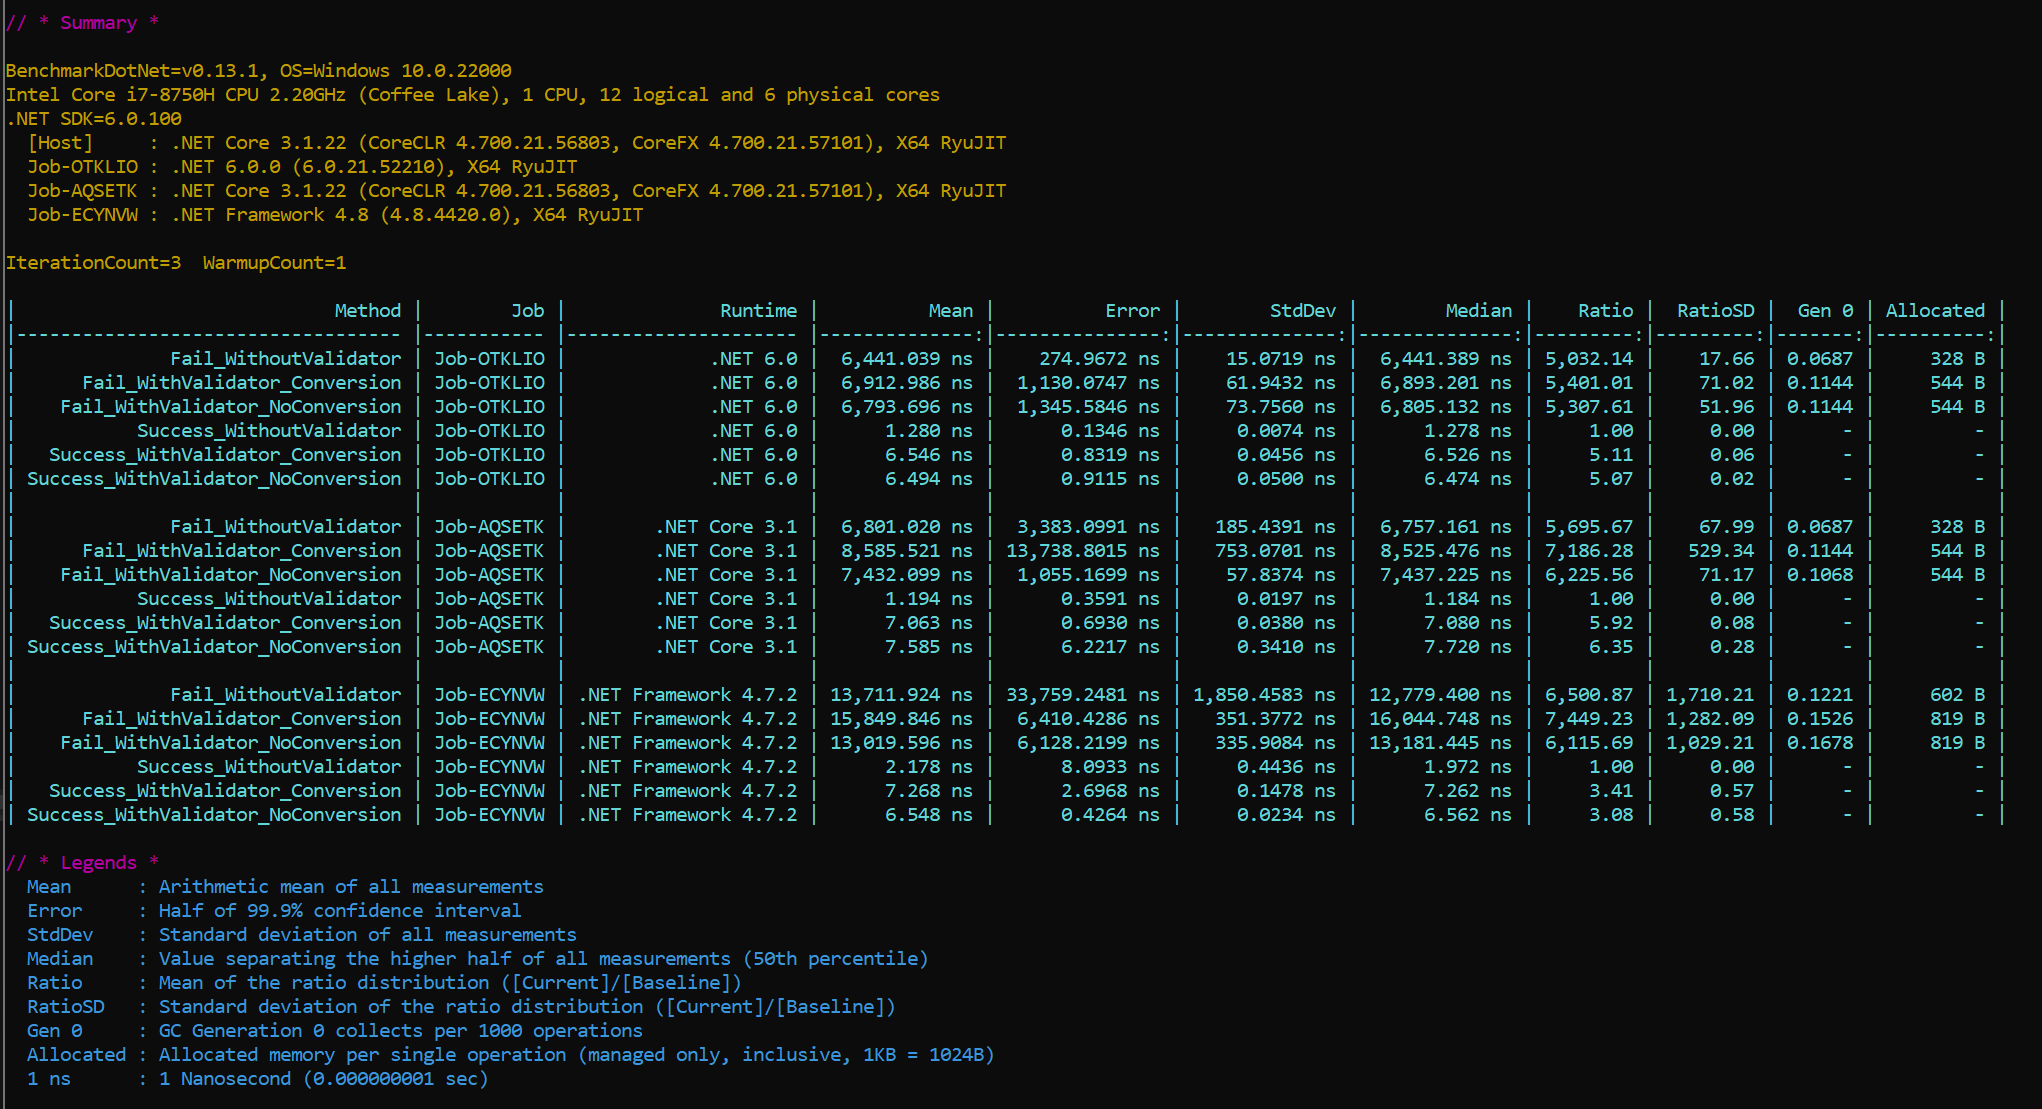 // * Summary *
BenchmarkDotNet=v0.13.1, OS=Windows 10.0.22000
Intel Core i7-8750H CPU 2.20GHz (Coffee Lake), 1 CPU, 12 logical and 6 physical cores
.NET SDK=6.0.100
  [Host]     : .NET Core 3.1.22 (CoreCLR 4.700.21.56803, CoreFX 4.700.21.57101), X64 RyuJIT
  Job-OTKLIO : .NET 6.0.0 (6.0.21.52210), X64 RyuJIT
  Job-AQSETK : .NET Core 3.1.22 (CoreCLR 4.700.21.56803, CoreFX 4.700.21.57101), X64 RyuJIT
  Job-ECYNVW : .NET Framework 4.8 (4.8.4420.0), X64 RyuJIT
IterationCount=3  WarmupCount=1
| Method | Job | Runtime | Mean | Error | StdDev | Median | Ratio | RatioSD | Gen 0 | Allocated |
|----------------------------------- |----------- |--------------------- |--------------:|---------------:|--------------:|--------------:|---------:|---------:|-------:|----------:|
| Fail_WithoutValidator | Job-OTKLIO | .NET 6.0 | 6,441.039 ns | 274.9672 ns | 15.0719 ns | 6,441.389 ns | 5,032.14 | 17.66 | 0.0687 | 328 B |
| Fail_WithValidator_Conversion | Job-OTKLIO | .NET 6.0 | 6,912.986 ns | 1,130.0747 ns | 61.9432 ns | 6,893.201 ns | 5,401.01 | 71.02 | 0.1144 | 544 B |
| Fail_WithValidator_NoConversion | Job-OTKLIO | .NET 6.0 | 6,793.696 ns | 1,345.5846 ns | 73.7560 ns | 6,805.132 ns | 5,307.61 | 51.96 | 0.1144 | 544 B |
| Success_WithoutValidator | Job-OTKLIO | .NET 6.0 | 1.280 ns | 0.1346 ns | 0.0074 ns | 1.278 ns | 1.00 | 0.00 | - | - |
| Success_WithValidator_Conversion | Job-OTKLIO | .NET 6.0 | 6.546 ns | 0.8319 ns | 0.0456 ns | 6.526 ns | 5.11 | 0.06 | - | - |
| Success_WithValidator_NoConversion | Job-OTKLIO | .NET 6.0 | 6.494 ns | 0.9115 ns | 0.0500 ns | 6.474 ns | 5.07 | 0.02 | - | - |
| | | | | | | | | | | |
| Fail_WithoutValidator | Job-AQSETK | .NET Core 3.1 | 6,801.020 ns | 3,383.0991 ns | 185.4391 ns | 6,757.161 ns | 5,695.67 | 67.99 | 0.0687 | 328 B |
| Fail_WithValidator_Conversion | Job-AQSETK | .NET Core 3.1 | 8,585.521 ns | 13,738.8015 ns | 753.0701 ns | 8,525.476 ns | 7,186.28 | 529.34 | 0.1144 | 544 B |
| Fail_WithValidator_NoConversion | Job-AQSETK | .NET Core 3.1 | 7,432.099 ns | 1,055.1699 ns | 57.8374 ns | 7,437.225 ns | 6,225.56 | 71.17 | 0.1068 | 544 B |
| Success_WithoutValidator | Job-AQSETK | .NET Core 3.1 | 1.194 ns | 0.3591 ns | 0.0197 ns | 1.184 ns | 1.00 | 0.00 | - | - |
| Success_WithValidator_Conversion | Job-AQSETK | .NET Core 3.1 | 7.063 ns | 0.6930 ns | 0.0380 ns | 7.080 ns | 5.92 | 0.08 | - | - |
| Success_WithValidator_NoConversion | Job-AQSETK | .NET Core 3.1 | 7.585 ns | 6.2217 ns | 0.3410 ns | 7.720 ns | 6.35 | 0.28 | - | - |
| | | | | | | | | | | |
| Fail_WithoutValidator | Job-ECYNVW | .NET Framework 4.7.2 | 13,711.924 ns | 33,759.2481 ns | 1,850.4583 ns | 12,779.400 ns | 6,500.87 | 1,710.21 | 0.1221 | 602 B |
| Fail_WithValidator_Conversion | Job-ECYNVW | .NET Framework 4.7.2 | 15,849.846 ns | 6,410.4286 ns | 351.3772 ns | 16,044.748 ns | 7,449.23 | 1,282.09 | 0.1526 | 819 B |
| Fail_WithValidator_NoConversion | Job-ECYNVW | .NET Framework 4.7.2 | 13,019.596 ns | 6,128.2199 ns | 335.9084 ns | 13,181.445 ns | 6,115.69 | 1,029.21 | 0.1678 | 819 B |
| Success_WithoutValidator | Job-ECYNVW | .NET Framework 4.7.2 | 2.178 ns | 8.0933 ns | 0.4436 ns | 1.972 ns | 1.00 | 0.00 | - | - |
| Success_WithValidator_Conversion | Job-ECYNVW | .NET Framework 4.7.2 | 7.268 ns | 2.6968 ns | 0.1478 ns | 7.262 ns | 3.41 | 0.57 | - | - |
| Success_WithValidator_NoConversion | Job-ECYNVW | .NET Framework 4.7.2 | 6.548 ns | 0.4264 ns | 0.0234 ns | 6.562 ns | 3.08 | 0.58 | - | - |
// * Legends *
  Mean      : Arithmetic mean of all measurements
  Error     : Half of 99.9% confidence interval
  StdDev    : Standard deviation of all measurements
  Median    : Value separating the higher half of all measurements (50th percentile)
  Ratio     : Mean of the ratio distribution ([Current]/[Baseline])
  RatioSD   : Standard deviation of the ratio distribution ([Current]/[Baseline])
  Gen 0     : GC Generation 0 collects per 1000 operations
  Allocated : Allocated memory per single operation (managed only, inclusive, 1KB = 1024B)
  1 ns      : 1 Nanosecond (0.000000001 sec)